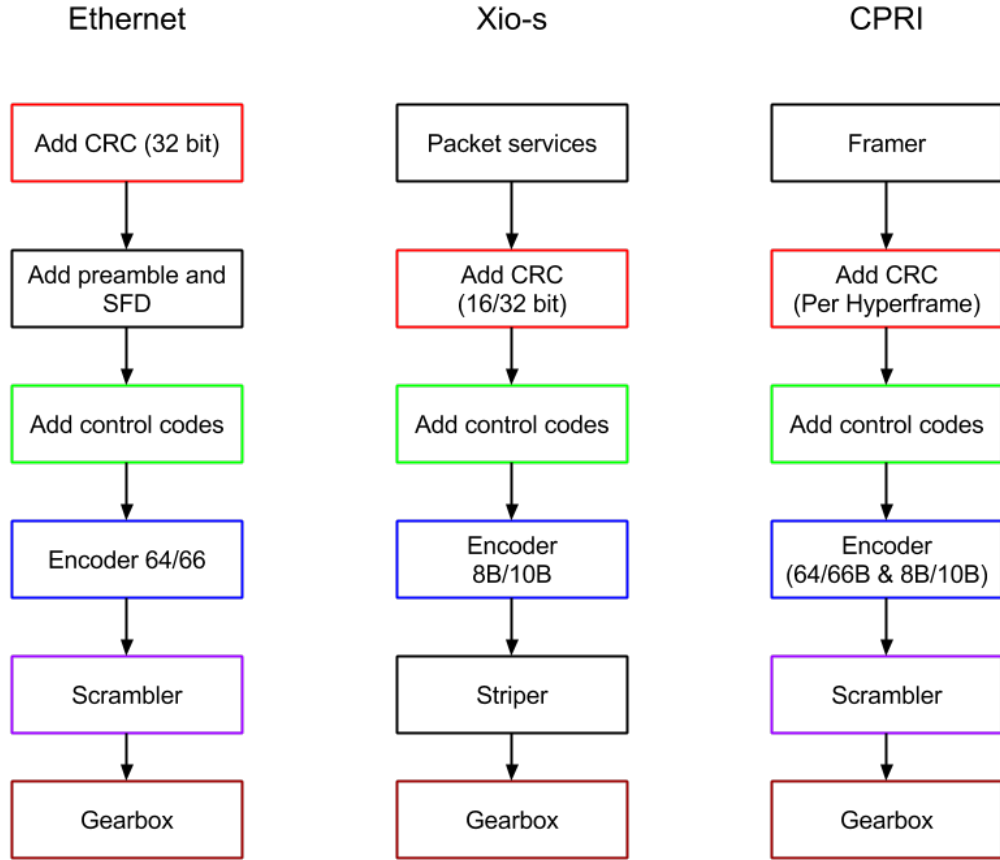 Ethernet
Xio-s
CPRI
Add CRC (32 bit)
Packet services
Framer
Add preamble and
SFD
Add CRC
(16/32 bit)
Add CRC
(Per Hyperframe)
Add control codes
Add control codes
Add control codes
Encoder 64/66
Encoder
8B/10B
Encoder
(64/66B & 8B/10B)
Scrambler
Striper
Scrambler
Gearbox
Gearbox
Gearbox